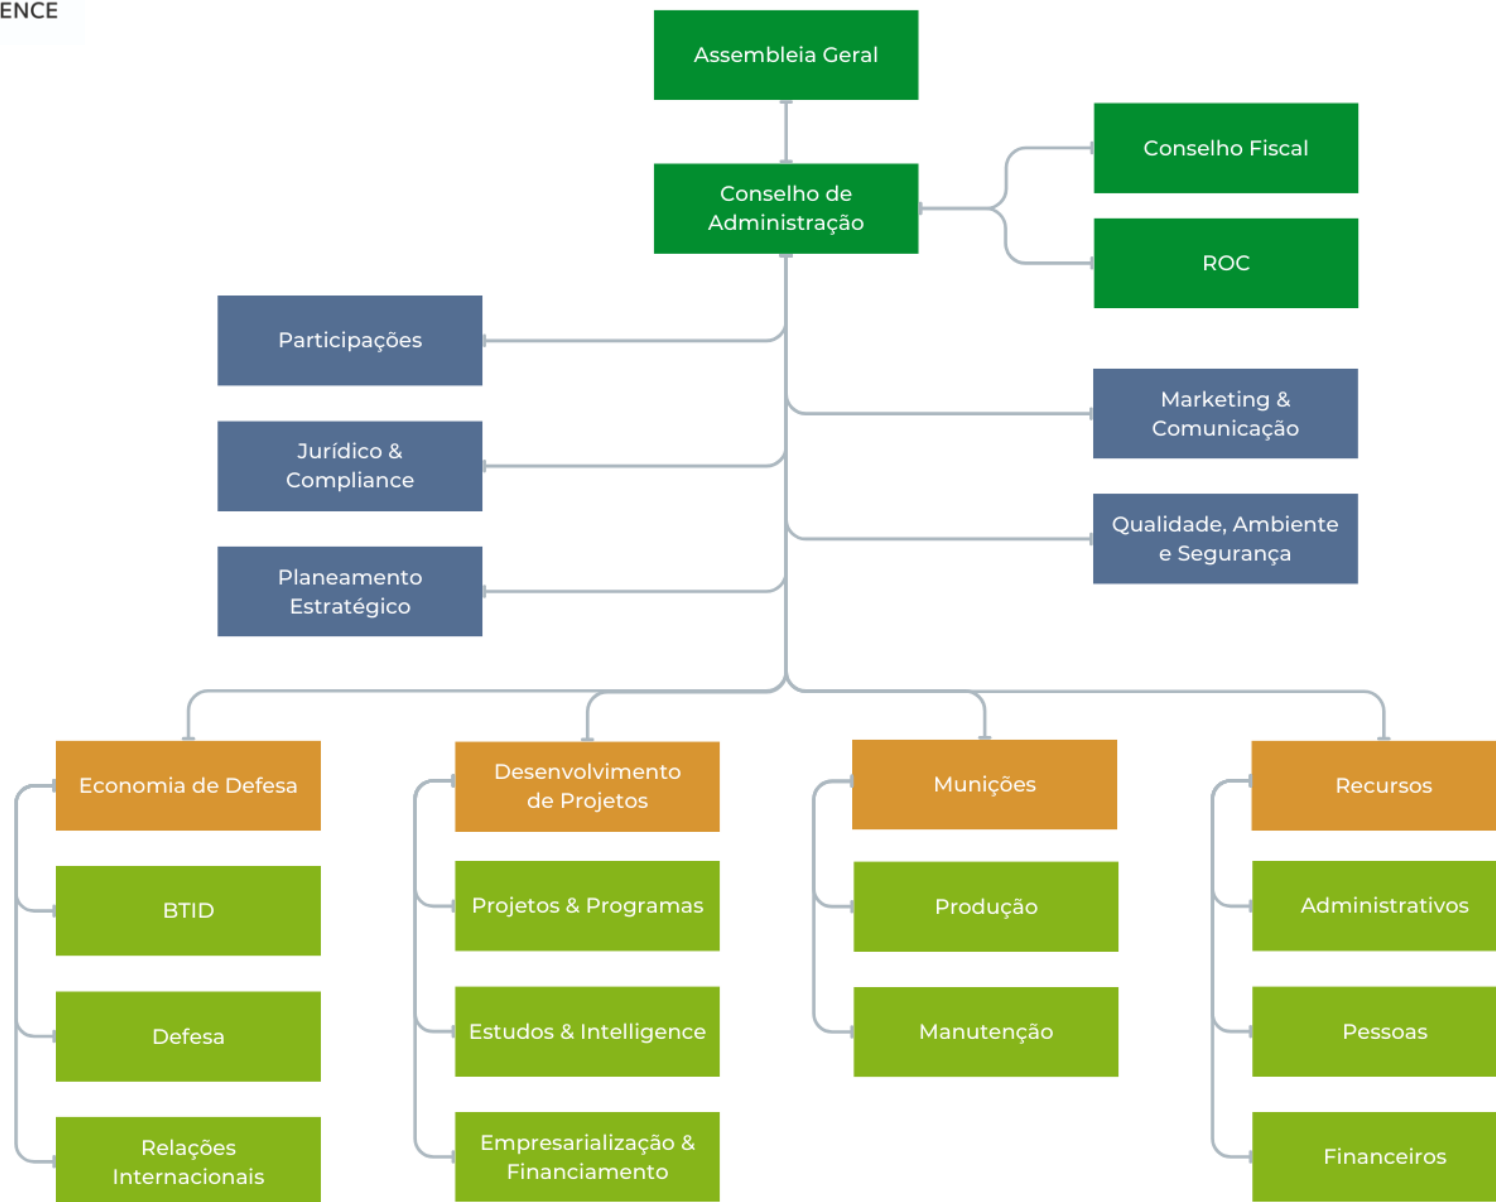 ENCE
Assembleia Geral
Conselho de
Administração
Conselho Fiscal
ROC
Participações
Jurídico &
Compliance
Planeamento
Estratégico
Marketing &
Comunicação
Qualidade, Ambiente
e Segurança
Economia de Defesa
BTID
Defesa
Relações
Internacionais
Desenvolvimento
de Projetos
Projetos & Programas
Estudos & Intelligence
Empresarialização &
Financiamento
Munições
Produção
Manutenção
Recursos
Administrativos
Pessoas
Financeiros